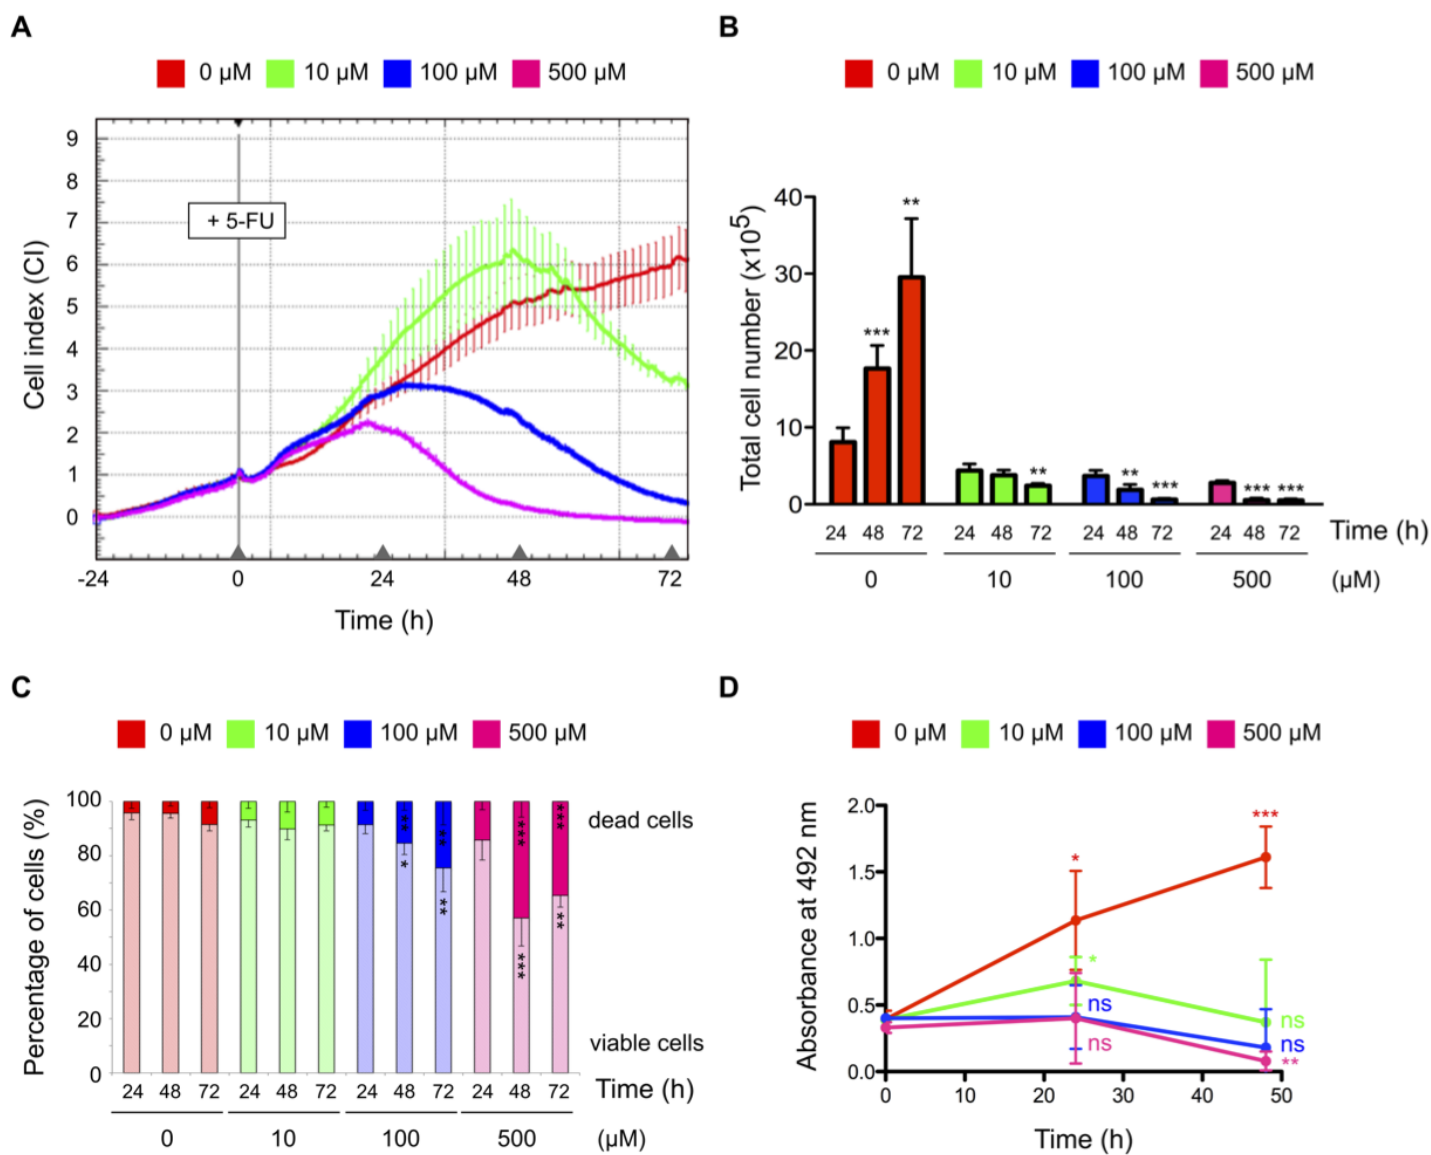 A
0 µM 10 µM 100 µM 500 µM
9
8
7
6
5
4
3
2
1
0
Cell index (CI)
+ 5-FU
-24 0 24 48 72
Time (h)
B
0 µM 10 µM 100 µM 500 µM
40
30
20
10
0
Total cell number (x10⁵)
*** ** ** ** *** *** ***
24 48 72 24 48 72 24 48 72 24 48 72 Time (h)
0 10 100 500 (µM)
C
0 µM 10 µM 100 µM 500 µM
100
80
60
40
20
0
Percentage of cells (%)
dead cells
** ** *** ***
* ** *** **
viable cells
24 48 72 24 48 72 24 48 72 24 48 72 Time (h)
0 10 100 500 (µM)
D
0 µM 10 µM 100 µM 500 µM
2.0
1.5
1.0
0.5
0.0
Absorbance at 492 nm
* ***
*
ns
ns
ns
ns
**
0 10 20 30 40 50
Time (h)